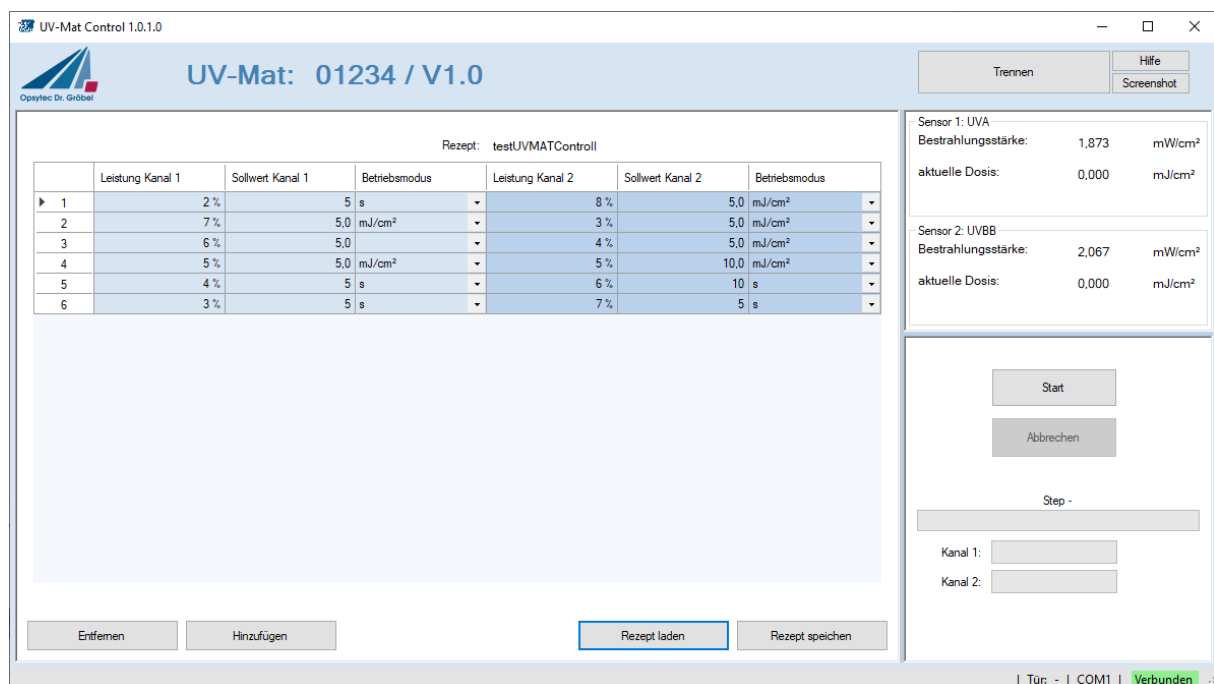 UV-Mat Control 1.0.1.0
Opsytec Dr. Gröbel
UV-Mat: 01234 / V1.0
Trennen
Hilfe
Screenshot
Rezept: testUVMATControll
Leistung Kanal 1 Sollwert Kanal 1 Betriebsmodus Leistung Kanal 2 Sollwert Kanal 2 Betriebsmodus
1 2 % 5 s 8 % 5,0 mJ/cm²
2 7 % 5,0 mJ/cm² 3 % 5,0 mJ/cm²
3 6 % 5,0 4 % 5,0 mJ/cm²
4 5 % 5,0 mJ/cm² 5 % 10,0 mJ/cm²
5 4 % 5 s 6 % 10 s
6 3 % 5 s 7 % 5 s
Entfernen Hinzufügen Rezept laden Rezept speichen
Sensor 1: UVA
Bestrahlungsstärke: 1,873 mW/cm²
aktuelle Dosis: 0,000 mJ/cm²
Sensor 2: UVBB
Bestrahlungsstärke: 2,067 mW/cm²
aktuelle Dosis: 0,000 mJ/cm²
Start
Abbrechen
Step -
Kanal 1:
Kanal 2:
| Tür: - | COM1 | Verbunden